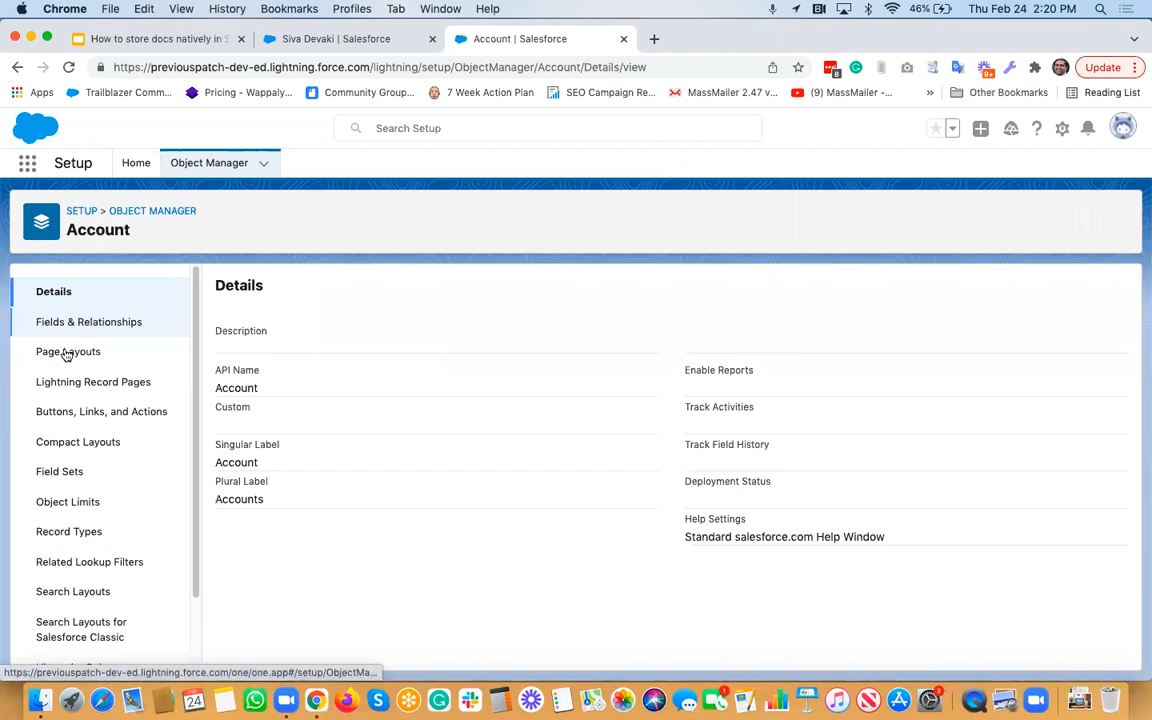 Chrome File Edit View History Bookmarks Profiles Tab Window Help 46% Thu Feb 24 2:20 PM
How to store docs natively in S Siva Devaki | Salesforce Account | Salesforce
https://previouspatch-dev-ed.lightning.force.com/lightning/setup/ObjectManager/Account/Details/view Update
Apps Trailblazer Comm... Pricing - Wappaly... Community Group... 7 Week Action Plan SEO Campaign Re... MassMailer 2.47 v... (9) MassMailer -... » Other Bookmarks Reading List
Search Setup
Setup Home Object Manager
SETUP > OBJECT MANAGER
Account
Details
Fields & Relationships
Page Layouts
Lightning Record Pages
Buttons, Links, and Actions
Compact Layouts
Field Sets
Object Limits
Record Types
Related Lookup Filters
Search Layouts
Search Layouts for
Salesforce Classic
Details
Description
API Name
Account
Custom
Singular Label
Account
Plural Label
Accounts
Enable Reports
Track Activities
Track Field History
Deployment Status
Help Settings
Standard salesforce.com Help Window
https://previouspatch-dev-ed.lightning.force.com/one/one.app#/setup/ObjectMa...